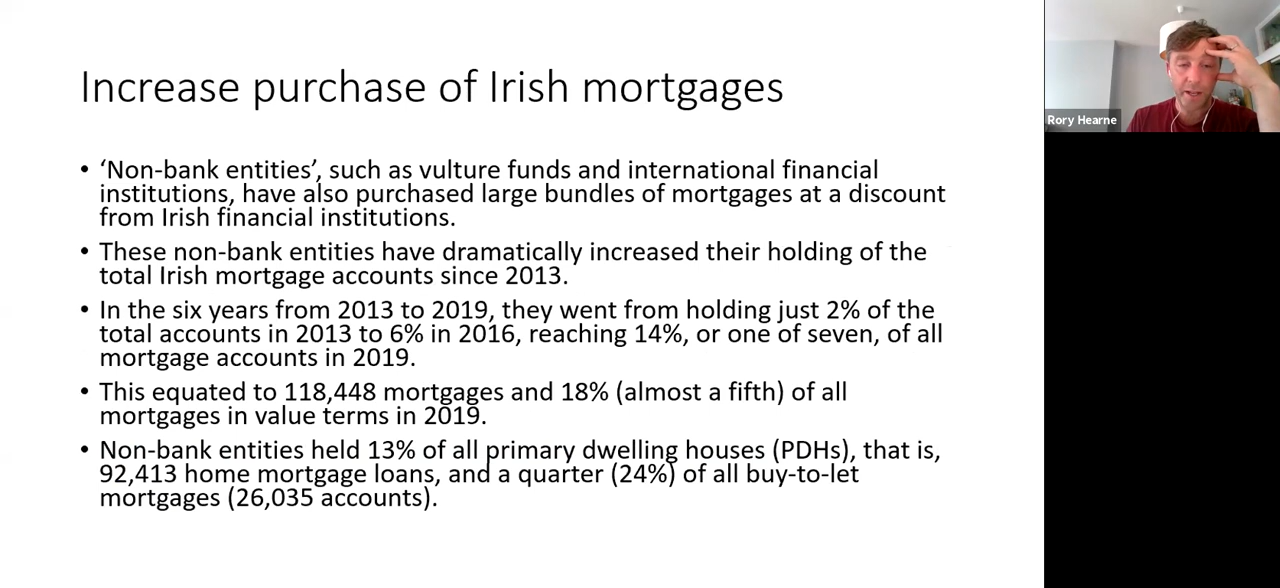 Increase purchase of Irish mortgages
• ‘Non-bank entities’, such as vulture funds and international financial
institutions, have also purchased large bundles of mortgages at a discount
from Irish financial institutions.
• These non-bank entities have dramatically increased their holding of the
total Irish mortgage accounts since 2013.
• In the six years from 2013 to 2019, they went from holding just 2% of the
total accounts in 2013 to 6% in 2016, reaching 14%, or one of seven, of all
mortgage accounts in 2019.
• This equated to 118,448 mortgages and 18% (almost a fifth) of all
mortgages in value terms in 2019.
• Non-bank entities held 13% of all primary dwelling houses (PDHs), that is,
92,413 home mortgage loans, and a quarter (24%) of all buy-to-let
mortgages (26,035 accounts).
Rory Hearne